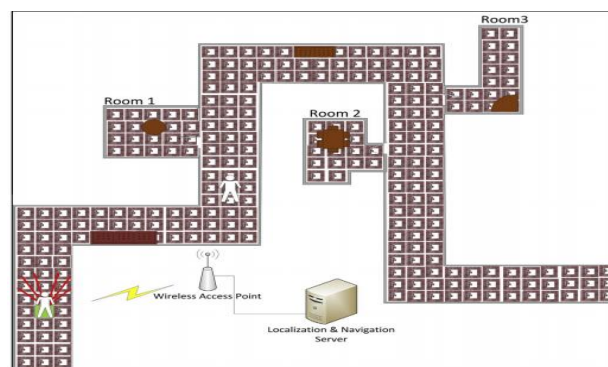 Room3
Room 1
Room 2
Wireless Access Point
Localization & Navigation
Server